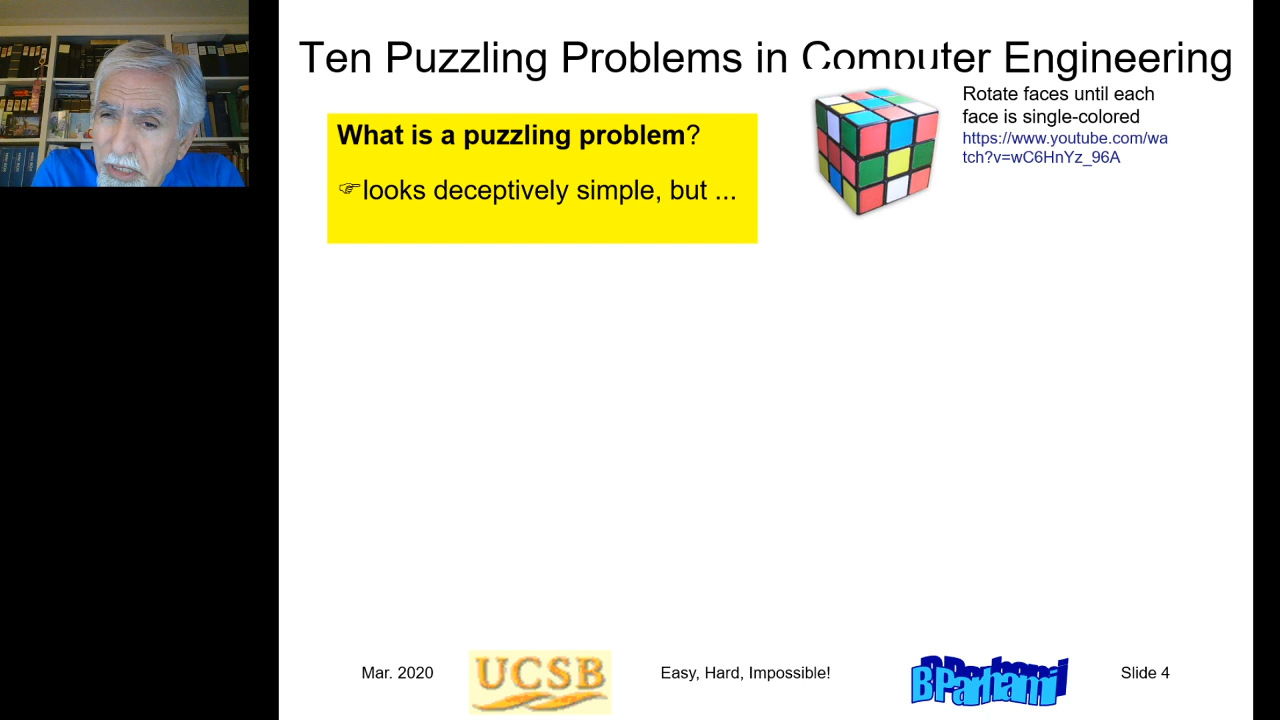 Ten Puzzling Problems in Computer Engineering
What is a puzzling problem?
☞looks deceptively simple, but ...
Rotate faces until each
face is single-colored
https://www.youtube.com/wa
tch?v=wC6HnYz_96A
Mar. 2020
UCSB
Easy, Hard, Impossible!
BParhami
Slide 4